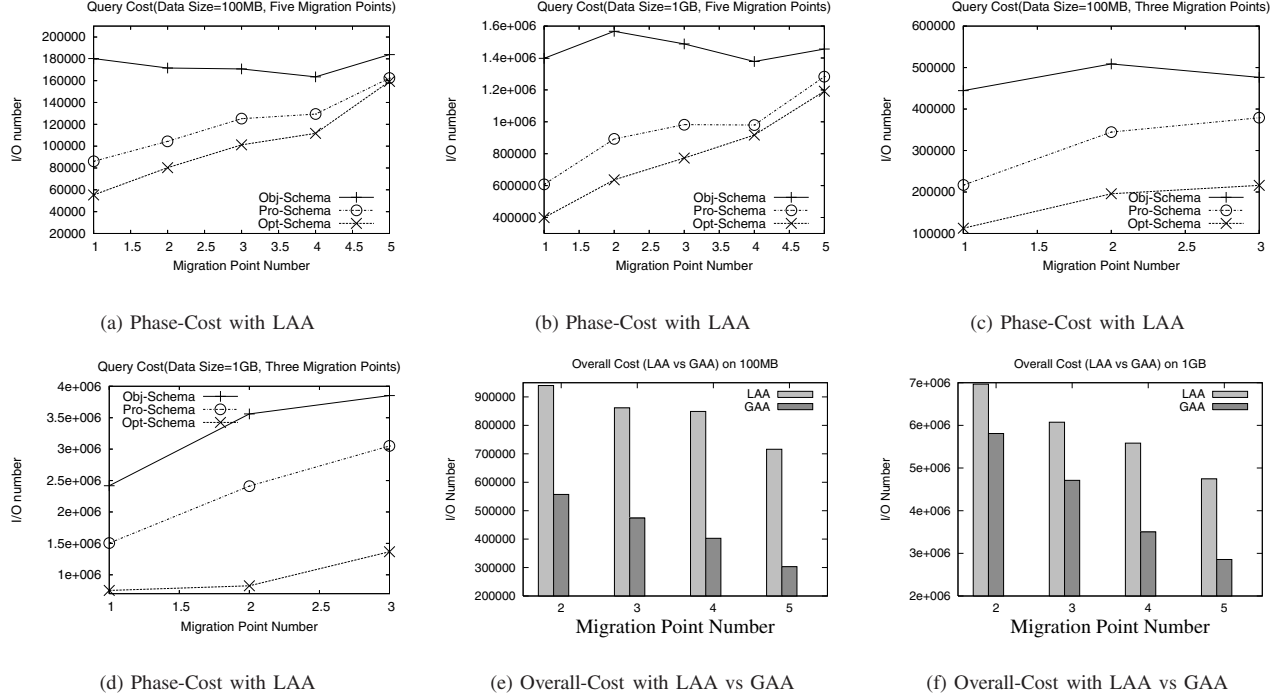 Query Cost(Data Size=100MB, Five Migration Points)
200000
180000
160000
140000
120000
100000
80000
60000
40000
20000
I/O number
Obj-Schema
Pro-Schema
Opt-Schema
1 1.5 2 2.5 3 3.5 4 4.5 5
Migration Point Number
(a) Phase-Cost with LAA
Query Cost(Data Size=1GB, Five Migration Points)
1.6e+006
1.4e+006
1.2e+006
1e+006
800000
600000
400000
I/O number
Obj-Schema
Pro-Schema
Opt-Schema
1 1.5 2 2.5 3 3.5 4 4.5 5
Migration Point Number
(b) Phase-Cost with LAA
Query Cost(Data Size=100MB, Three Migration Points)
600000
500000
400000
300000
200000
100000
I/O number
Obj-Schema
Pro-Schema
Opt-Schema
1 1.5 2 2.5 3
Migration Point Number
(c) Phase-Cost with LAA
Query Cost(Data Size=1GB, Three Migration Points)
4e+006
3.5e+006
3e+006
2.5e+006
2e+006
1.5e+006
1e+006
I/O number
Obj-Schema
Pro-Schema
Opt-Schema
1 1.5 2 2.5 3
Migration Point Number
(d) Phase-Cost with LAA
Overall Cost (LAA vs GAA) on 100MB
900000
800000
700000
600000
500000
400000
300000
200000
I/O Number
LAA
GAA
2 3 4 5
Migration Point Number
(e) Overall-Cost with LAA vs GAA
Overall Cost (LAA vs GAA) on 1GB
7e+006
6e+006
5e+006
4e+006
3e+006
2e+006
I/O Number
LAA
GAA
2 3 4 5
Migration Point Number
(f) Overall-Cost with LAA vs GAA